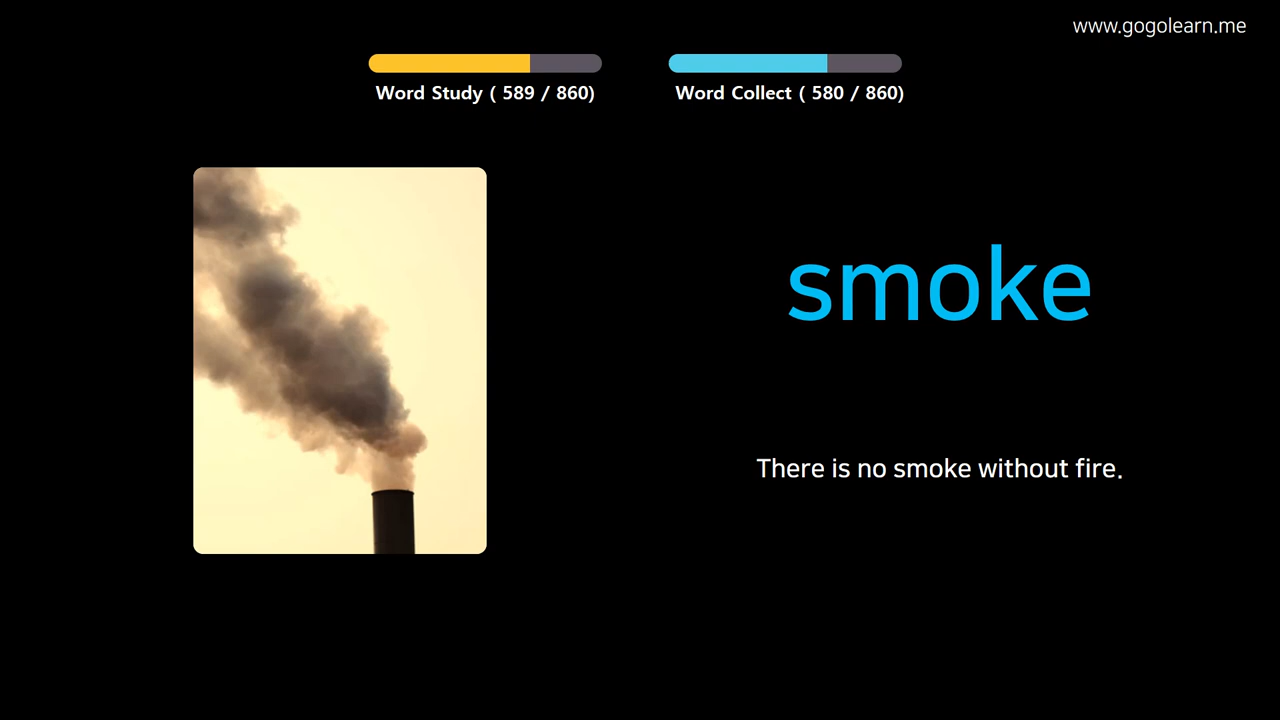 www.gogolearn.me
Word Study ( 589 / 860)
Word Collect ( 580 / 860)
smoke
There is no smoke without fire.